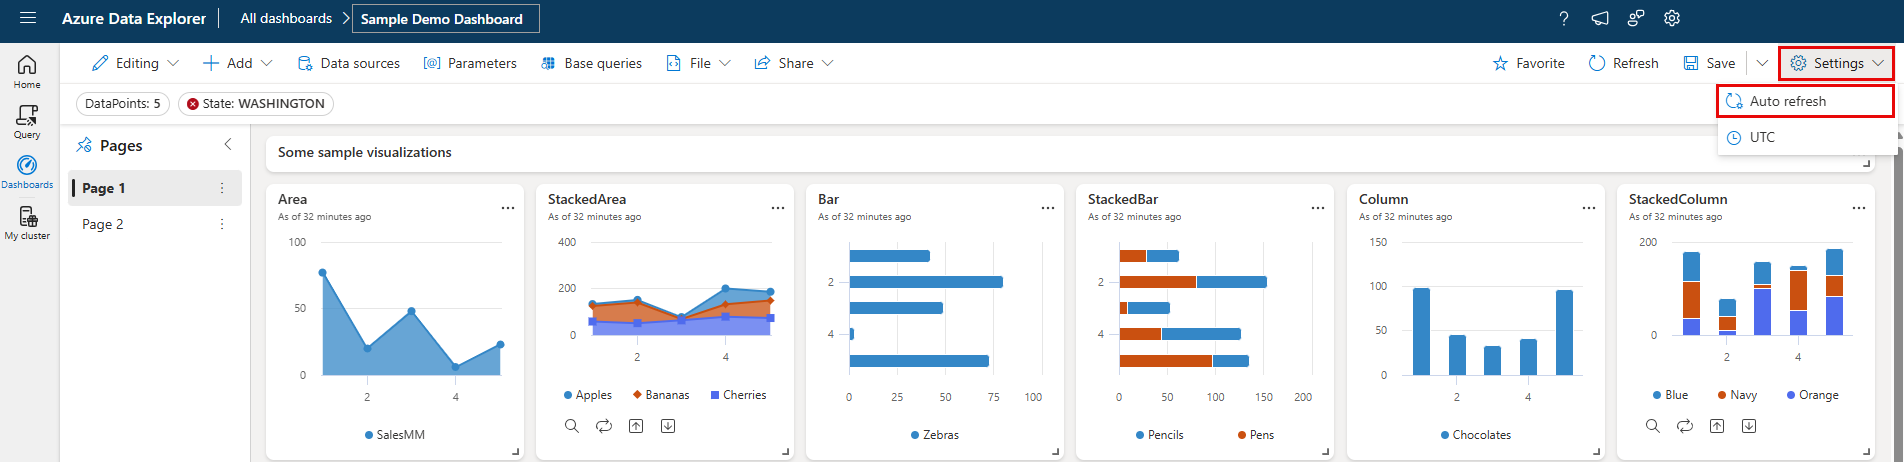 Azure Data Explorer All dashboards Sample Demo Dashboard
Editing Add Data sources Parameters Base queries File Share Favorite Refresh Save Settings
Auto refresh
UTC
Home
Query
Dashboards
My cluster
DataPoints: 5 State: WASHINGTON
Pages
Page 1
Page 2
Some sample visualizations
Area
As of 32 minutes ago
100
50
0
2 4
SalesMM
StackedArea
As of 32 minutes ago
400
200
0
2 4
Apples Bananas Cherries
Bar
As of 32 minutes ago
2
4
0 25 50 75 100
Zebras
StackedBar
As of 32 minutes ago
2
4
0 50 100 150 200
Pencils Pens
Column
As of 32 minutes ago
150
100
50
0
2 4
Chocolates
StackedColumn
As of 32 minutes ago
200
0
2 4
Blue Navy Orange